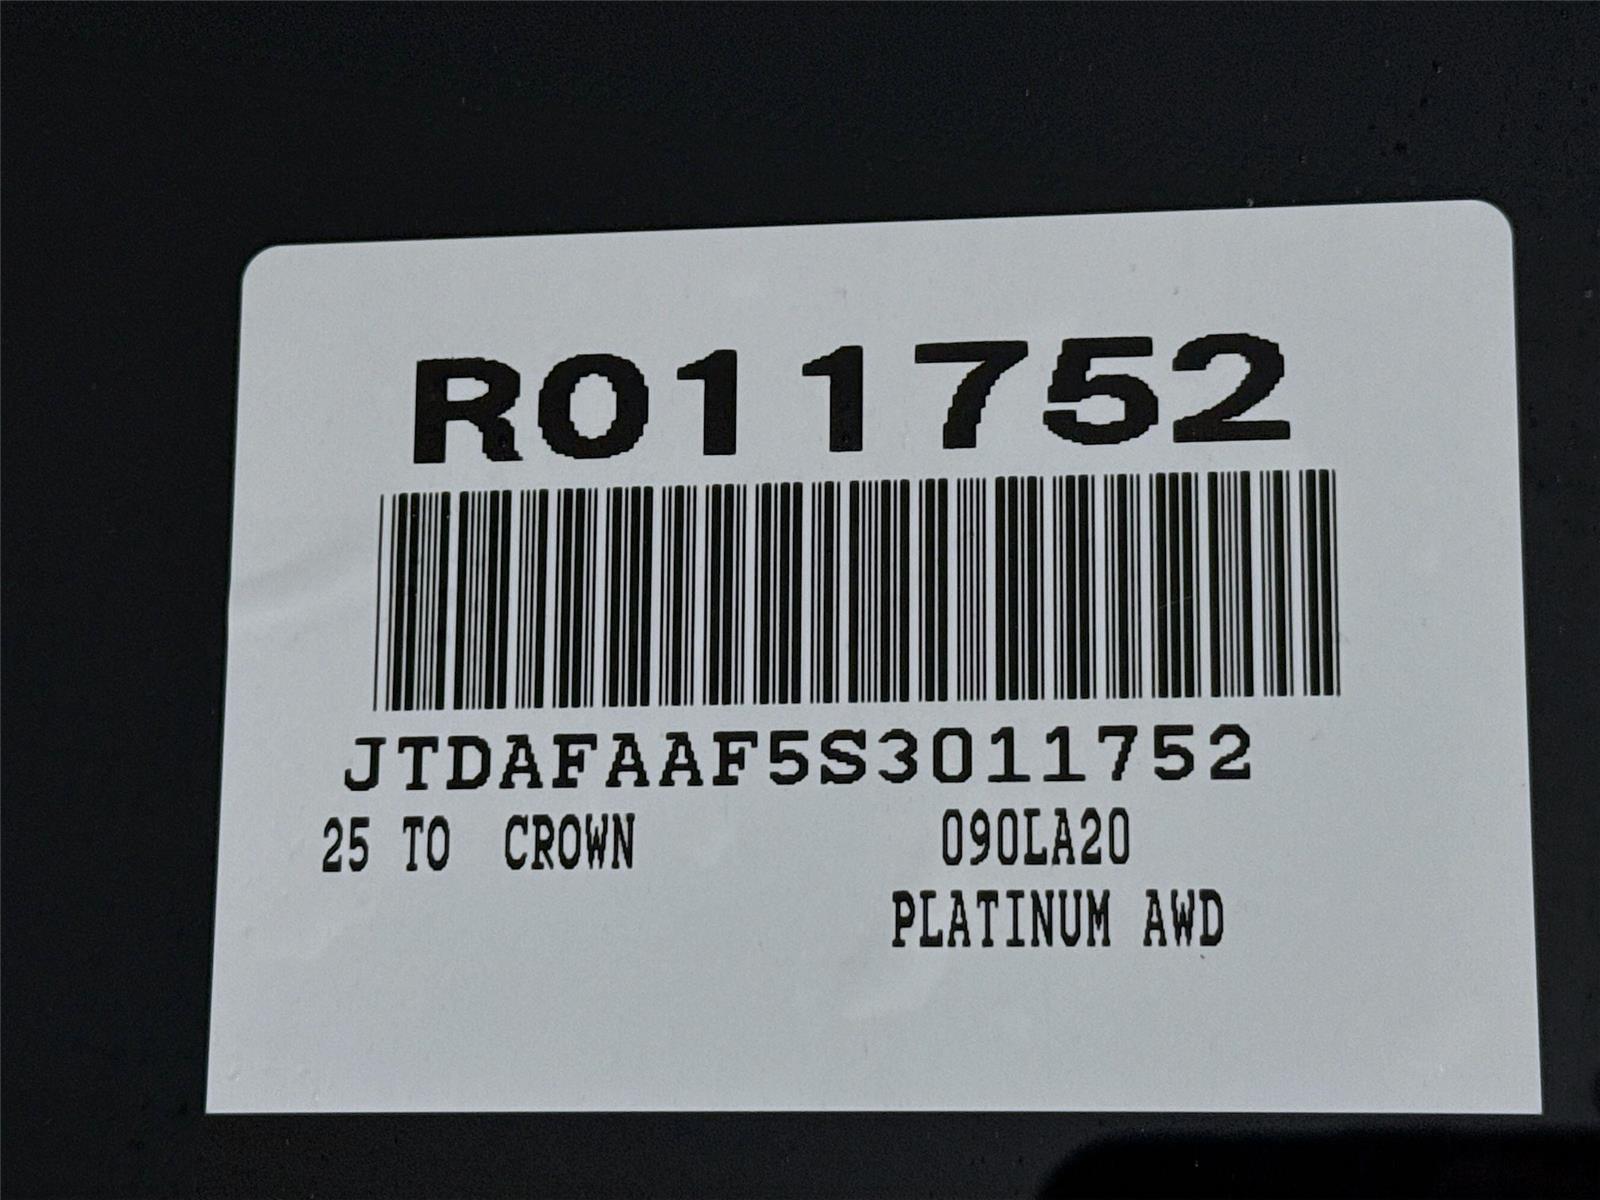 R011752
JTDAFAAF5S3011752
25 TO CROWN 090LA20
PLATINUM AWD